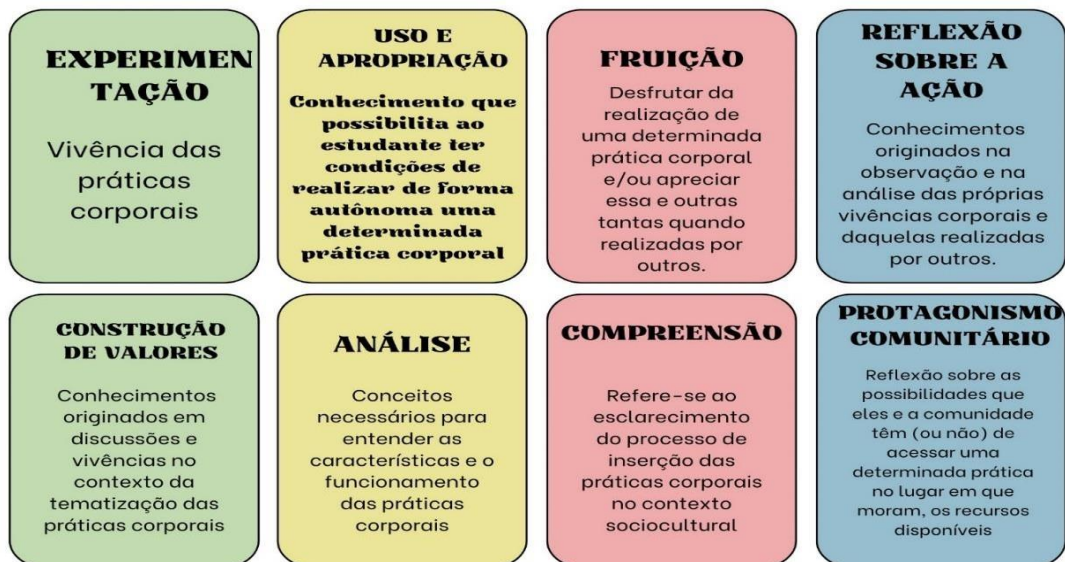 EXPERIMEN
TAÇÃO
Vivência das
práticas
corporais
USO E
APROPRIAÇÃO
Conhecimento que
possibilita ao
estudante ter
condições de
realizar de forma
autônoma uma
determinada
prática corporal
FRUIÇÃO
Desfrutar da
realização de
uma determinada
prática corporal
e/ou apreciar
essa e outras
tantas quando
realizadas por
outros.
REFLEXÃO
SOBRE A
AÇÃO
Conhecimentos
originados na
observação e na
análise das próprias
vivências corporais e
daquelas realizadas
por outros.
CONSTRUÇÃO
DE VALORES
Conhecimentos
originados em
discussões e
vivências no
contexto da
tematização das
práticas corporais
ANÁLISE
Conceitos
necessários para
entender as
características e o
funcionamento
das práticas
corporais
COMPREENSÃO
Refere-se ao
esclarecimento
do processo de
inserção das
práticas corporais
no contexto
sociocultural
PROTAGONISMO
COMUNITÁRIO
Reflexão sobre as
possibilidades que
eles e a comunidade
têm (ou não) de
acessar uma
determinada prática
no lugar em que
moram, os recursos
disponíveis